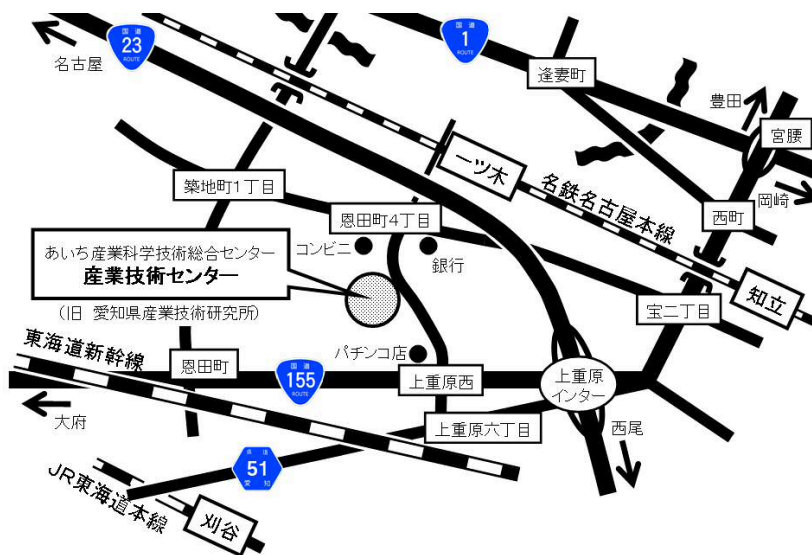 国道
23
ROUTE
名古屋
国道
1
ROUTE
逢妻町
豊田
宮腰
岡崎
一ツ木
名鉄名古屋本線
西町
築地町1丁目
恩田町4丁目
コンビニ
銀行
あいち産業科学技術総合センター
産業技術センター
(旧 愛知県産業技術研究所)
宝二丁目
知立
東海道新幹線
恩田町
国道
155
ROUTE
パチンコ店
上重原西
上重原
インター
大府
上重原六丁目
西尾
県道
51
愛知
JR東海道本線
刈谷